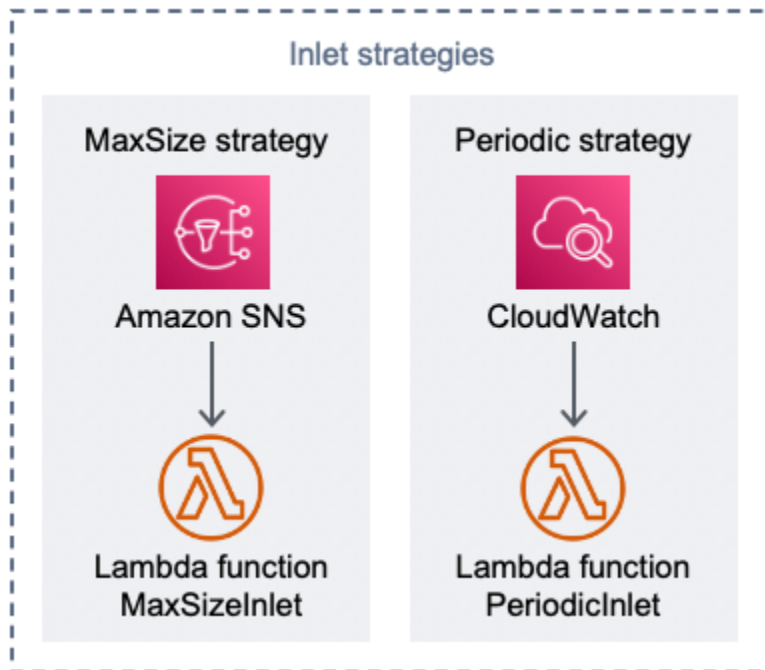 Inlet strategies
MaxSize strategy
Amazon SNS
Lambda function
MaxSizeInlet
Periodic strategy
CloudWatch
Lambda function
PeriodicInlet